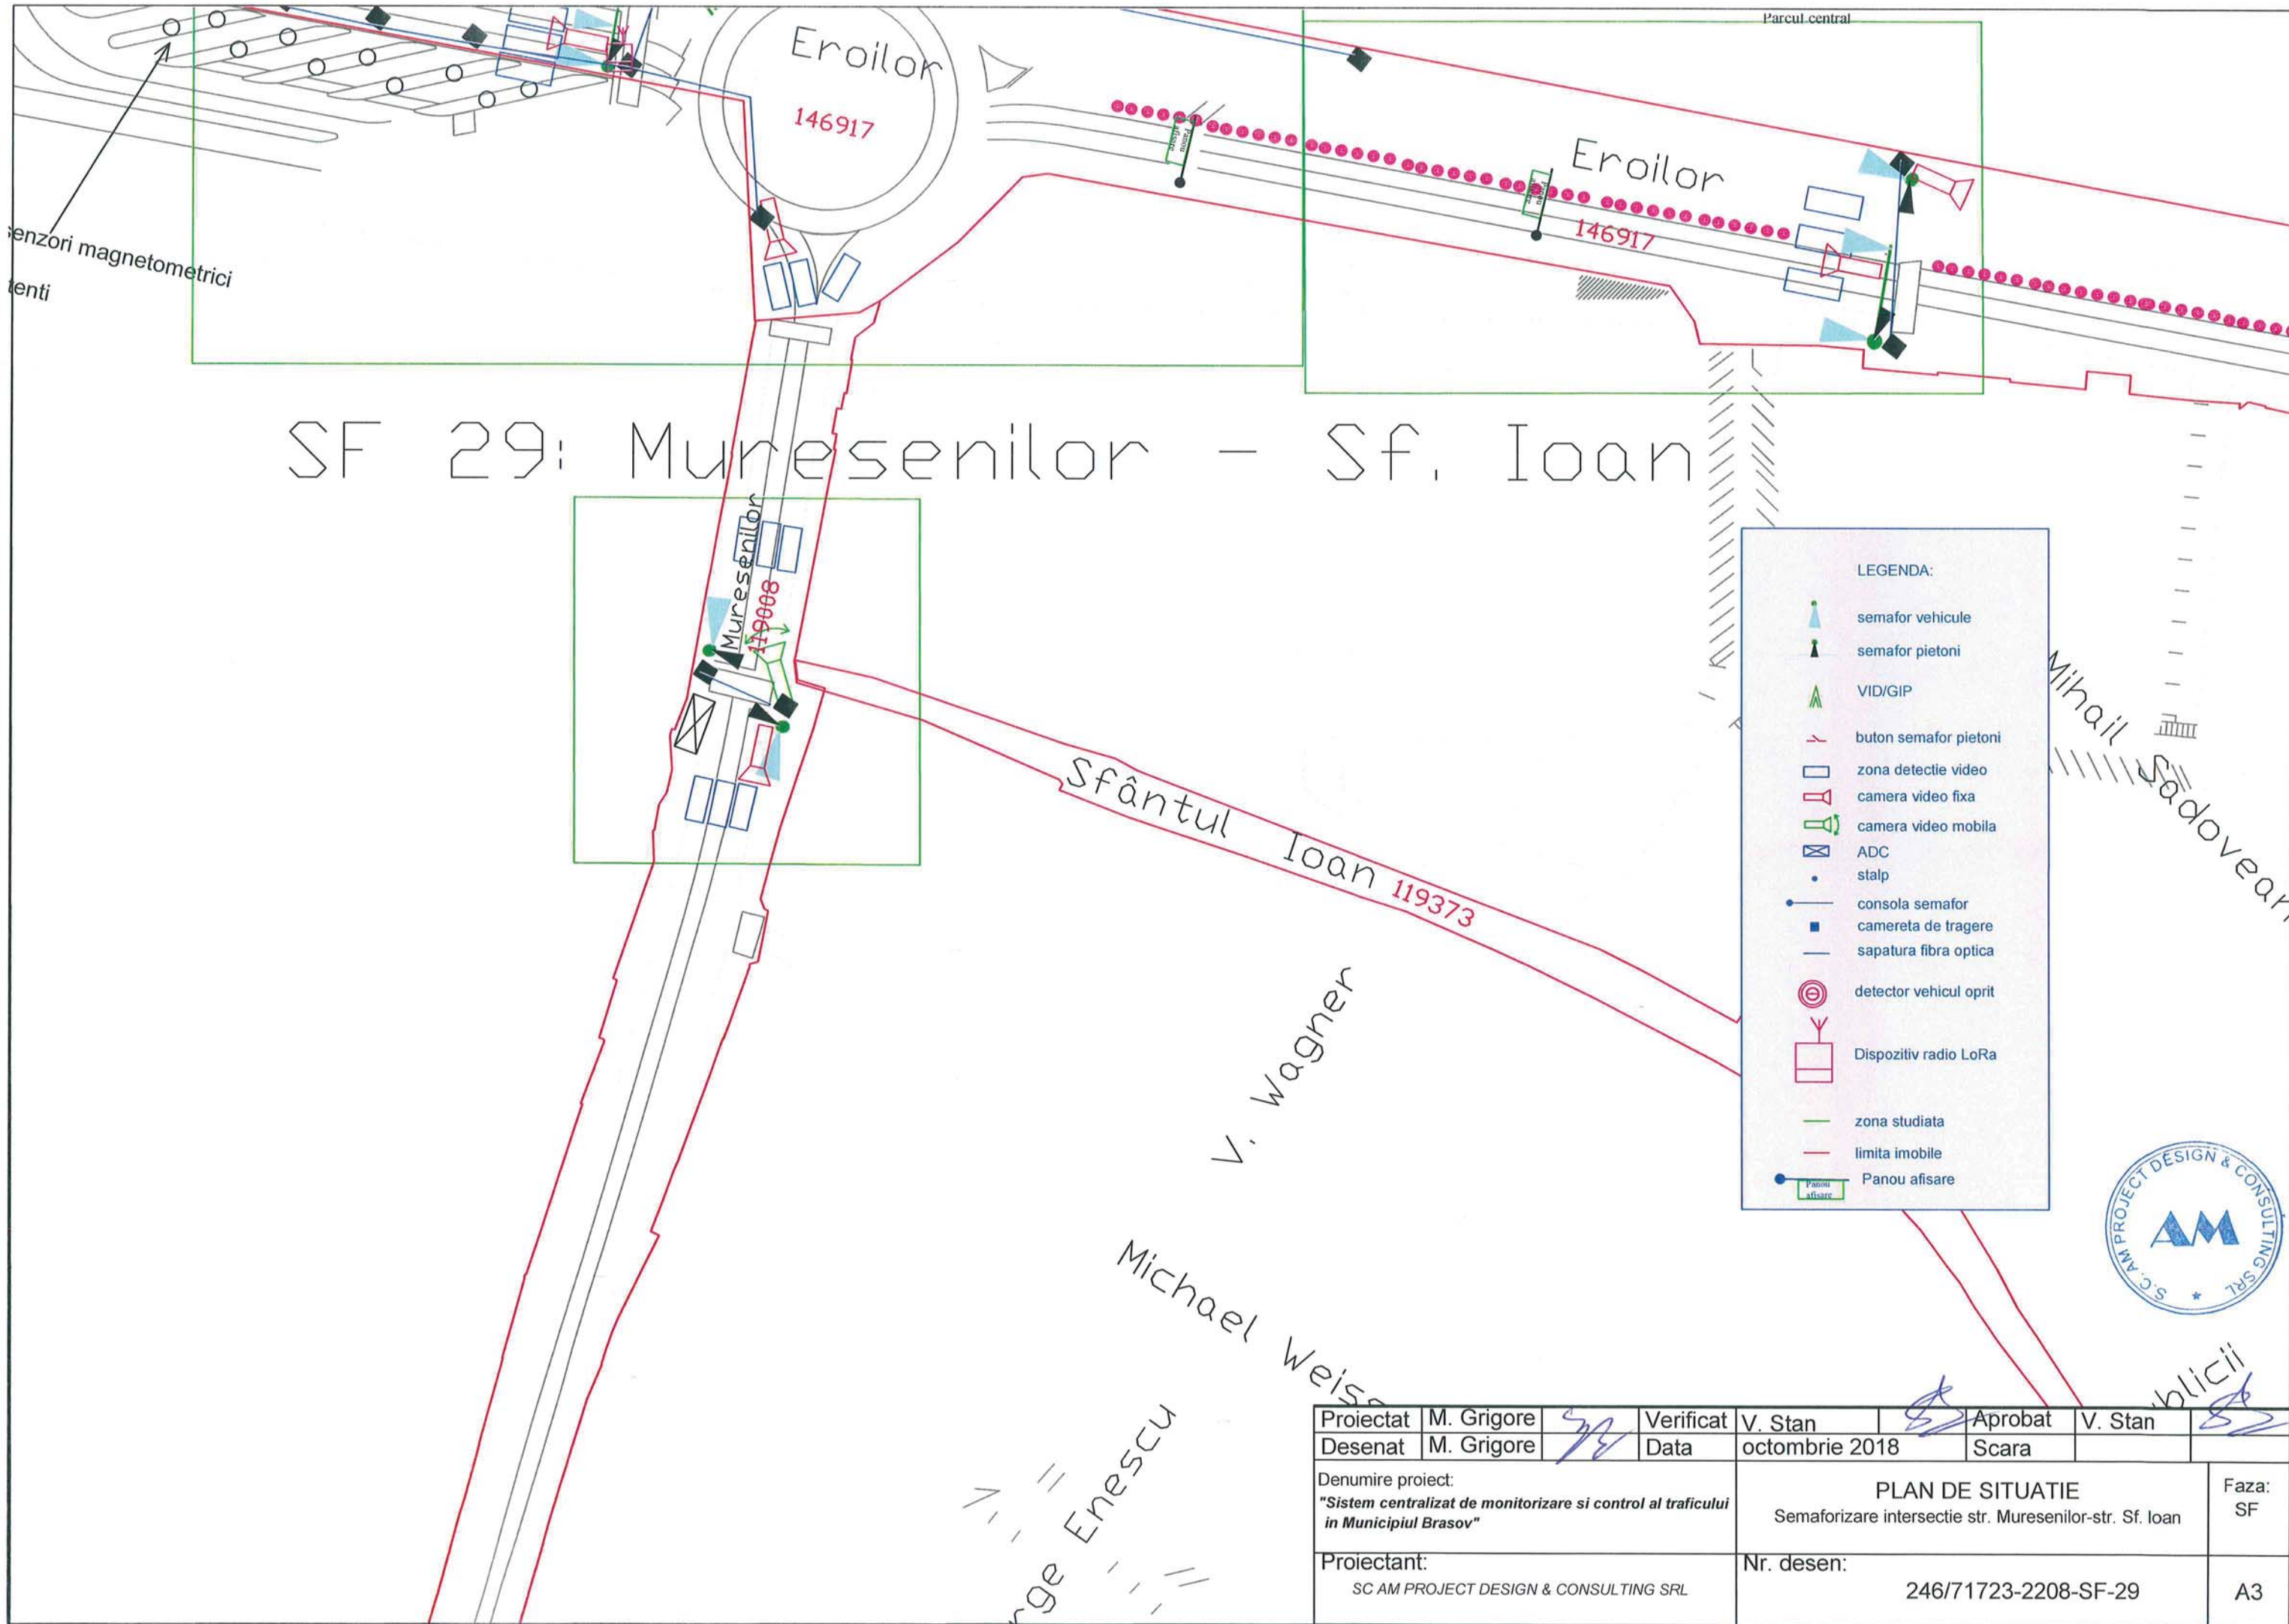 Parcul central
Eroilor
146917
Panou
afisare
Panou
afisare
Eroilor
146917
magnetometrici
SF 29: Muresenilor - Sf. Ioan
Muresenilor
119008
Sfântul Ioan 119373
Mihail
V. Wagner
Michael
Enescu
LEGENDA:
semafor vehicule
semafor pietoni
VID/GIP
buton semafor pietoni
zona detectie video
camera video fixa
camera video mobila
ADC
stalp
consola semafor
camereta de tragere
sapatura fibra optica
detector vehicul oprit
Dispozitiv radio LoRa
zona studiata
limita imobile
Panou afisare
Panou
afisare
S.C. AM PROJECT DESIGN & CONSULTING SRL
AM
Proiectat M. Grigore Verificat V. Stan Aprobat V. Stan
Desenat M. Grigore Data octombrie 2018 Scara
Denumire proiect:
"Sistem centralizat de monitorizare si control al traficului
in Municipiul Brasov"
PLAN DE SITUATIE
Semaforizare intersectie str. Muresenilor-str. Sf. Ioan
Faza:
SF
Proiectant:
SC AM PROJECT DESIGN & CONSULTING SRL
Nr. desen:
246/71723-2208-SF-29
A3